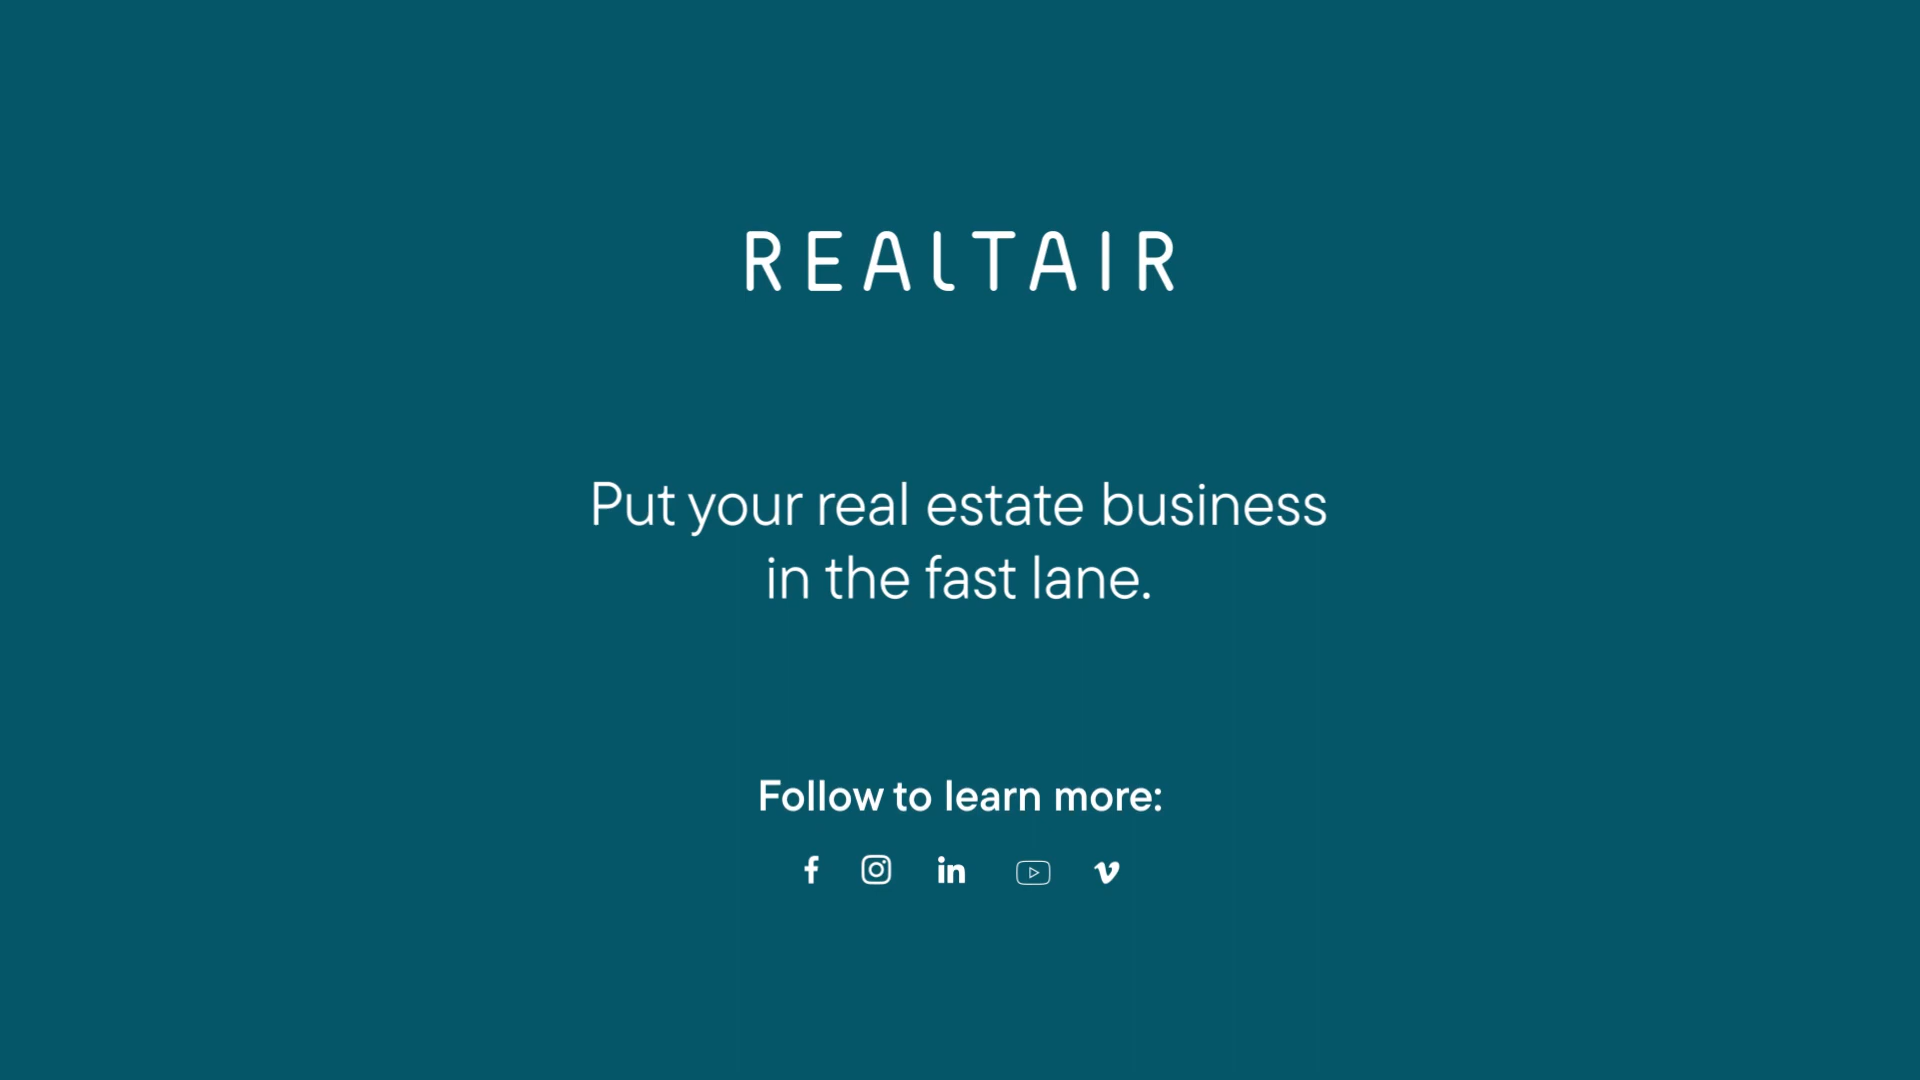 REALTAIR
Put your real estate business
in the fast lane.
Follow to learn more: